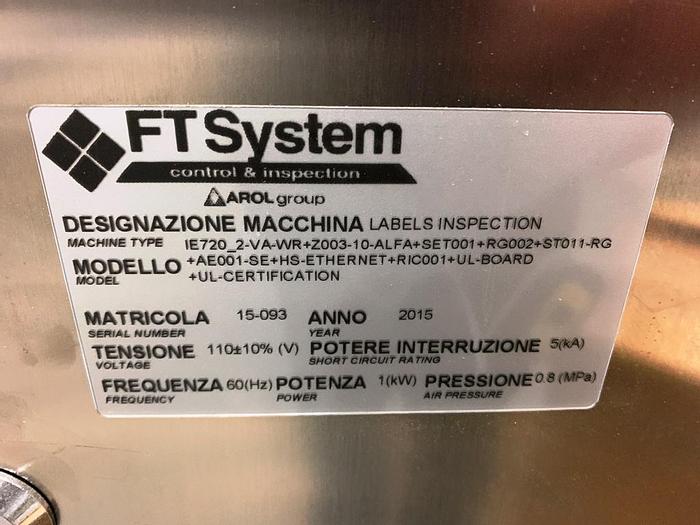 FT System
control & inspection
AROL group
DESIGNAZIONE MACCHINA LABELS INSPECTION
MACHINE TYPE
IE720_2-VA-WR+Z003-10-ALFA+SET001+RG002+ST011-RG
MODELLO +AE001-SE+HS-ETHERNET+RIC001+UL-BOARD
MODEL +UL-CERTIFICATION
MATRICOLA 15-093 ANNO 2015
SERIAL NUMBER YEAR
TENSIONE 110±10% (V) POTERE INTERRUZIONE 5(kA)
VOLTAGE SHORT CIRCUIT RATING
FREQUENZA 60(Hz) POTENZA 1(kW) PRESSIONE 0.8 (MPa)
FREQUENCY POWER AIR PRESSURE